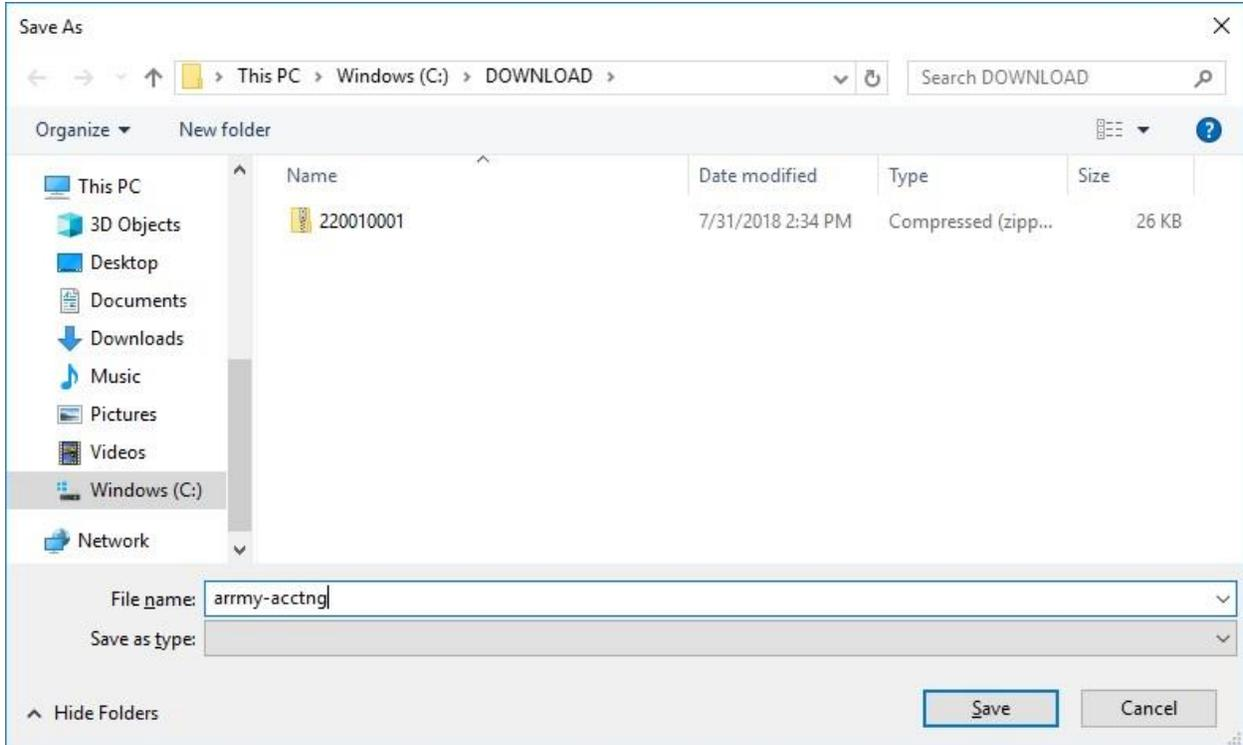 Save As
This PC > Windows (C:) > DOWNLOAD >
Search DOWNLOAD
Organize
New folder
Name
Date modified
Type
Size
This PC
3D Objects
Desktop
Documents
Downloads
Music
Pictures
Videos
Windows (C:)
Network
220010001
7/31/2018 2:34 PM
Compressed (zipp...
26 KB
File name: arrmy-acctng
Save as type:
Hide Folders
Save
Cancel